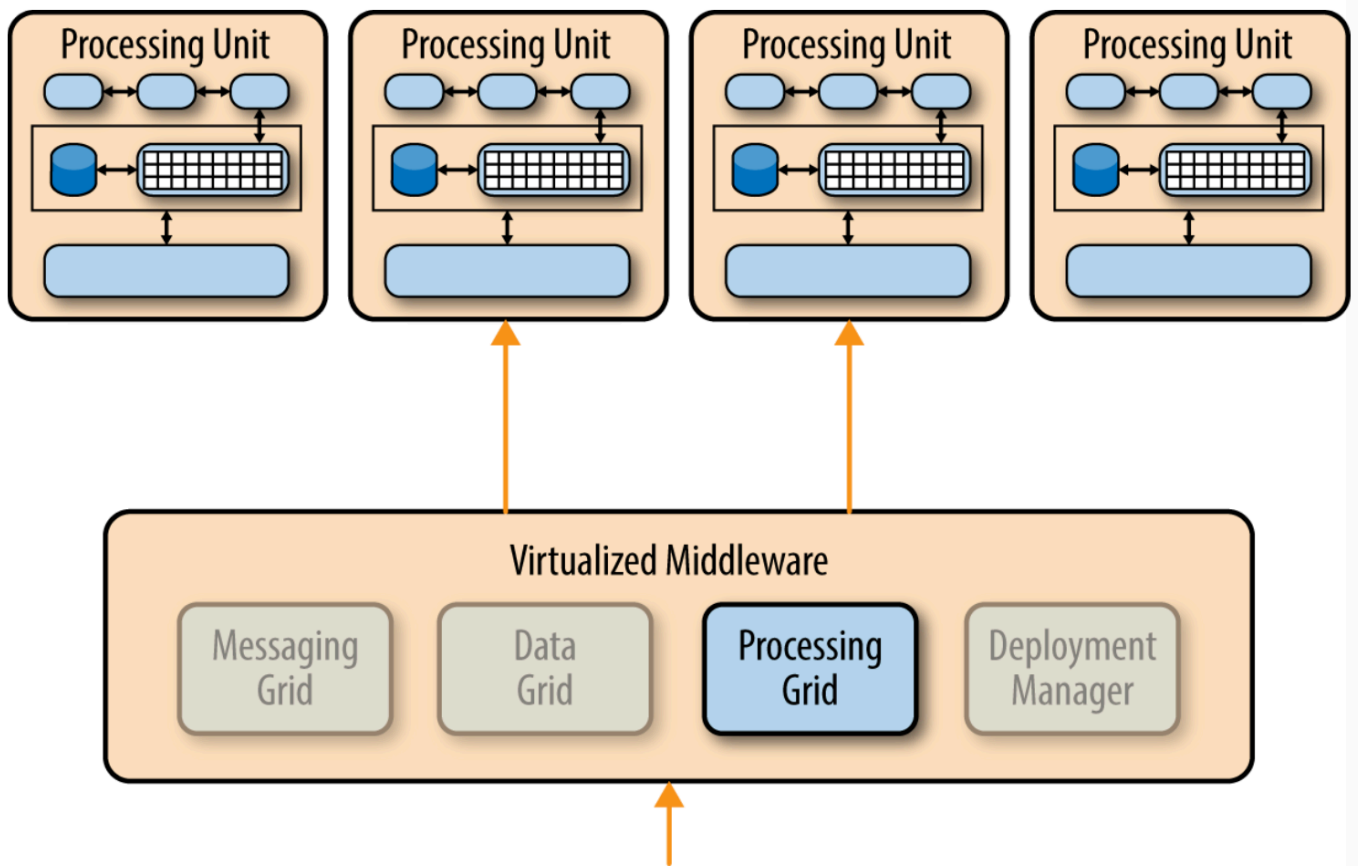 Processing Unit
Processing Unit
Processing Unit
Processing Unit
Virtualized Middleware
Messaging
Grid
Data
Grid
Processing
Grid
Deployment
Manager